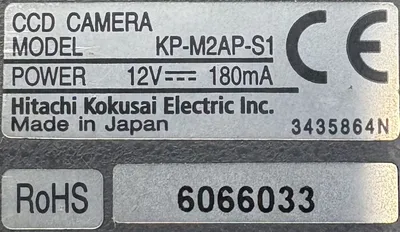 CCD CAMERA
MODEL KP-M2AP-S1
POWER 12V⎓180mA
Hitachi Kokusai Electric Inc.
Made in Japan 3435864N
CE
RoHS 6066033